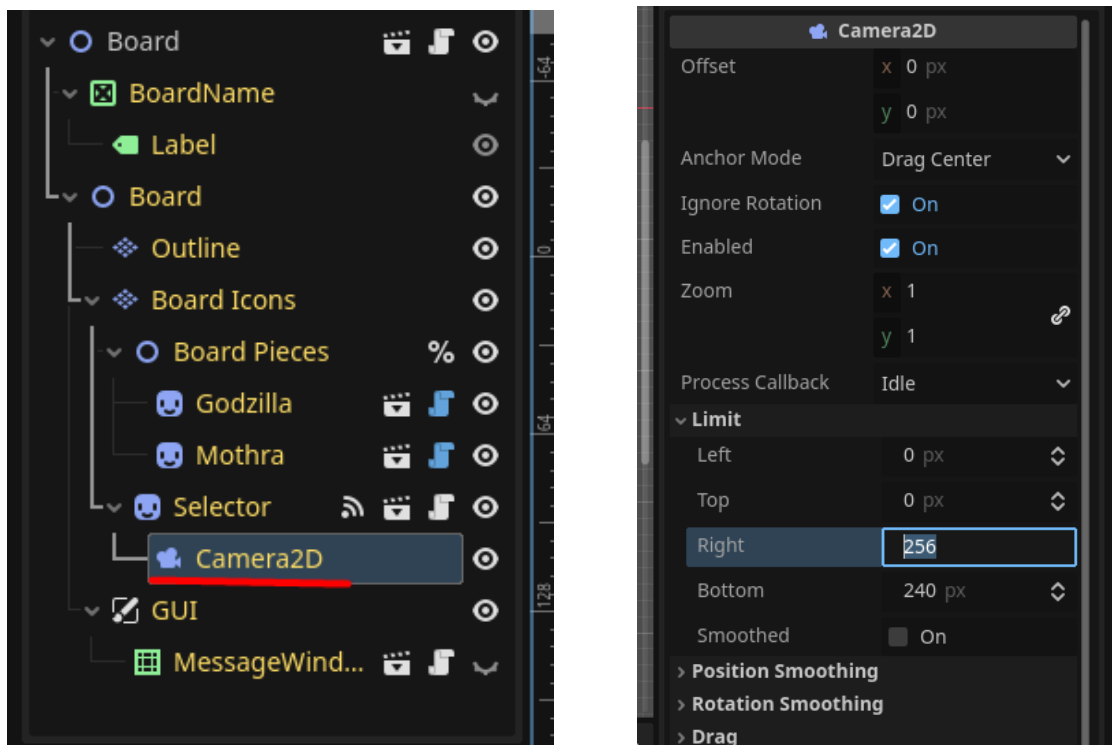 Board
BoardName
Label
Board
Outline
Board Icons
Board Pieces %
Godzilla
Mothra
Selector
Camera2D
GUI
MessageWind...
-64
0
64
128
Camera2D
Offset x 0 px
y 0 px
Anchor Mode Drag Center
Ignore Rotation On
Enabled On
Zoom x 1
y 1
Process Callback Idle
Limit
Left 0 px
Top 0 px
Right 256
Bottom 240 px
Smoothed On
Position Smoothing
Rotation Smoothing
Drag